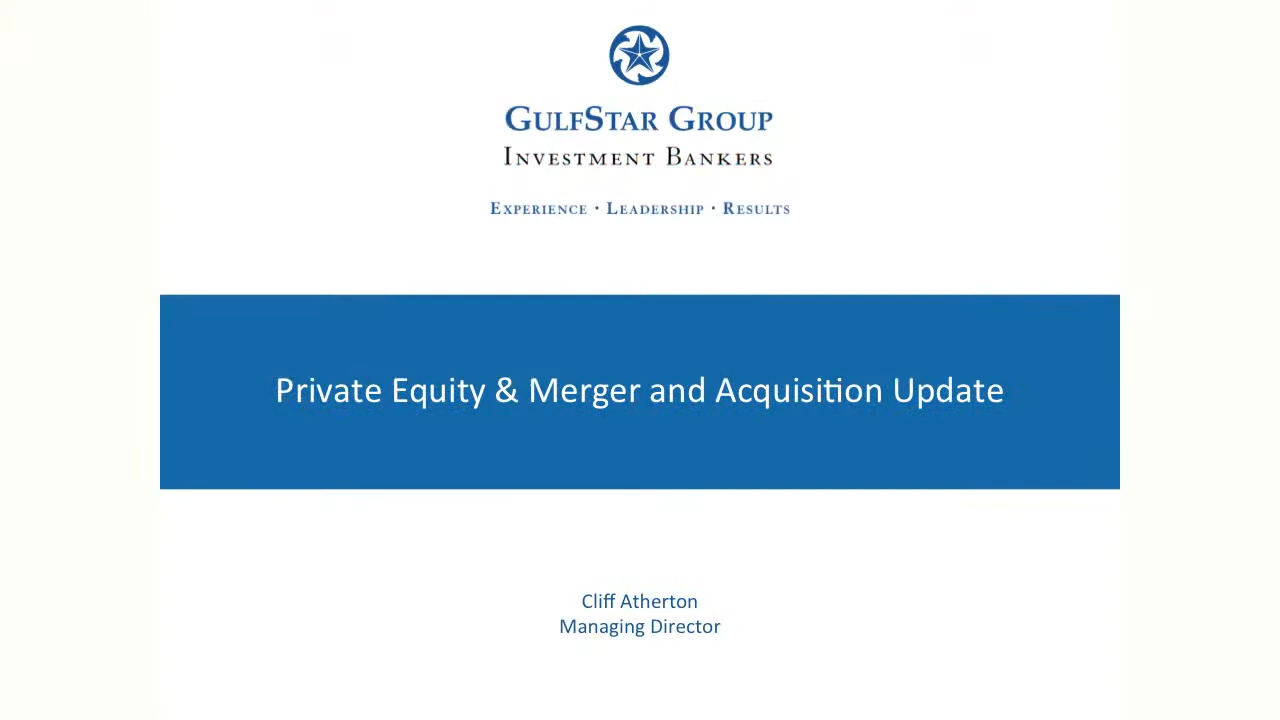 GULFSTAR GROUP
INVESTMENT BANKERS
EXPERIENCE · LEADERSHIP · RESULTS
Private Equity & Merger and Acquisition Update
Cliff Atherton
Managing Director